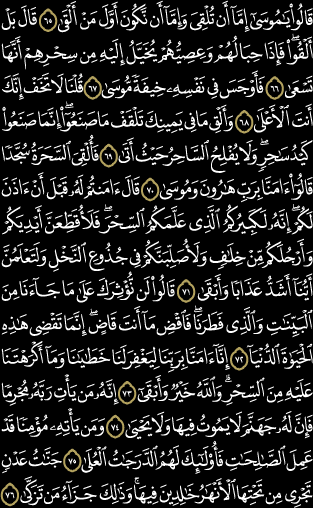 قَالُوا۟ يَٰمُوسَىٰٓ إِمَّآ أَن تُلْقِىَ وَإِمَّآ أَن نَّكُونَ أَوَّلَ مَنْ أَلْقَىٰ ٦٥ قَالَ بَلْ
أَلْقُوا۟ ۖ فَإِذَا حِبَالُهُمْ وَعِصِيُّهُمْ يُخَيَّلُ إِلَيْهِ مِن سِحْرِهِمْ أَنَّهَا
تَسْعَىٰ ٦٦ فَأَوْجَسَ فِى نَفْسِهِۦ خِيفَةً مُّوسَىٰ ٦٧ قُلْنَا لَا تَخَفْ إِنَّكَ
أَنتَ ٱلْأَعْلَىٰ ٦٨ وَأَلْقِ مَا فِى يَمِينِكَ تَلْقَفْ مَا صَنَعُوٓا۟ ۖ إِنَّمَا صَنَعُوا۟
كَيْدُ سَٰحِرٍ ۖ وَلَا يُفْلِحُ ٱلسَّاحِرُ حَيْثُ أَتَىٰ ٦٩ فَأُلْقِىَ ٱلسَّحَرَةُ سُجَّدًا
قَالُوٓا۟ ءَامَنَّا بِرَبِّ هَٰرُونَ وَمُوسَىٰ ٧٠ قَالَ ءَامَنتُمْ لَهُۥ قَبْلَ أَنْ ءَاذَنَ
لَكُمْ ۖ إِنَّهُۥ لَكَبِيرُكُمُ ٱلَّذِى عَلَّمَكُمُ ٱلسِّحْرَ ۖ فَلَأُقَطِّعَنَّ أَيْدِيَكُمْ
وَأَرْجُلَكُم مِّنْ خِلَٰفٍ وَلَأُصَلِّبَنَّكُمْ فِى جُذُوعِ ٱلنَّخْلِ وَلَتَعْلَمُنَّ
أَيُّنَآ أَشَدُّ عَذَابًا وَأَبْقَىٰ ٧١ قَالُوا۟ لَن نُّؤْثِرَكَ عَلَىٰ مَا جَآءَنَا مِنَ
ٱلْبَيِّنَٰتِ وَٱلَّذِى فَطَرَنَا ۖ فَٱقْضِ مَآ أَنتَ قَاضٍ ۖ إِنَّمَا تَقْضِى هَٰذِهِ
ٱلْحَيَوٰةَ ٱلدُّنْيَآ ٧٢ إِنَّآ ءَامَنَّا بِرَبِّنَا لِيَغْفِرَ لَنَا خَطَٰيَٰنَا وَمَآ أَكْرَهْتَنَا
عَلَيْهِ مِنَ ٱلسِّحْرِ ۗ وَٱللَّهُ خَيْرٌ وَأَبْقَىٰٓ ٧٣ إِنَّهُۥ مَن يَأْتِ رَبَّهُۥ مُجْرِمًا
فَإِنَّ لَهُۥ جَهَنَّمَ لَا يَمُوتُ فِيهَا وَلَا يَحْيَىٰ ٧٤ وَمَن يَأْتِهِۦ مُؤْمِنًا قَدْ
عَمِلَ ٱلصَّٰلِحَٰتِ فَأُو۟لَٰٓئِكَ لَهُمُ ٱلدَّرَجَٰتُ ٱلْعُلَىٰ ٧٥ جَنَّٰتُ عَدْنٍ
تَجْرِى مِن تَحْتِهَا ٱلْأَنْهَٰرُ خَٰلِدِينَ فِيهَا ۚ وَذَٰلِكَ جَزَآءُ مَن تَزَكَّىٰ ٧٦